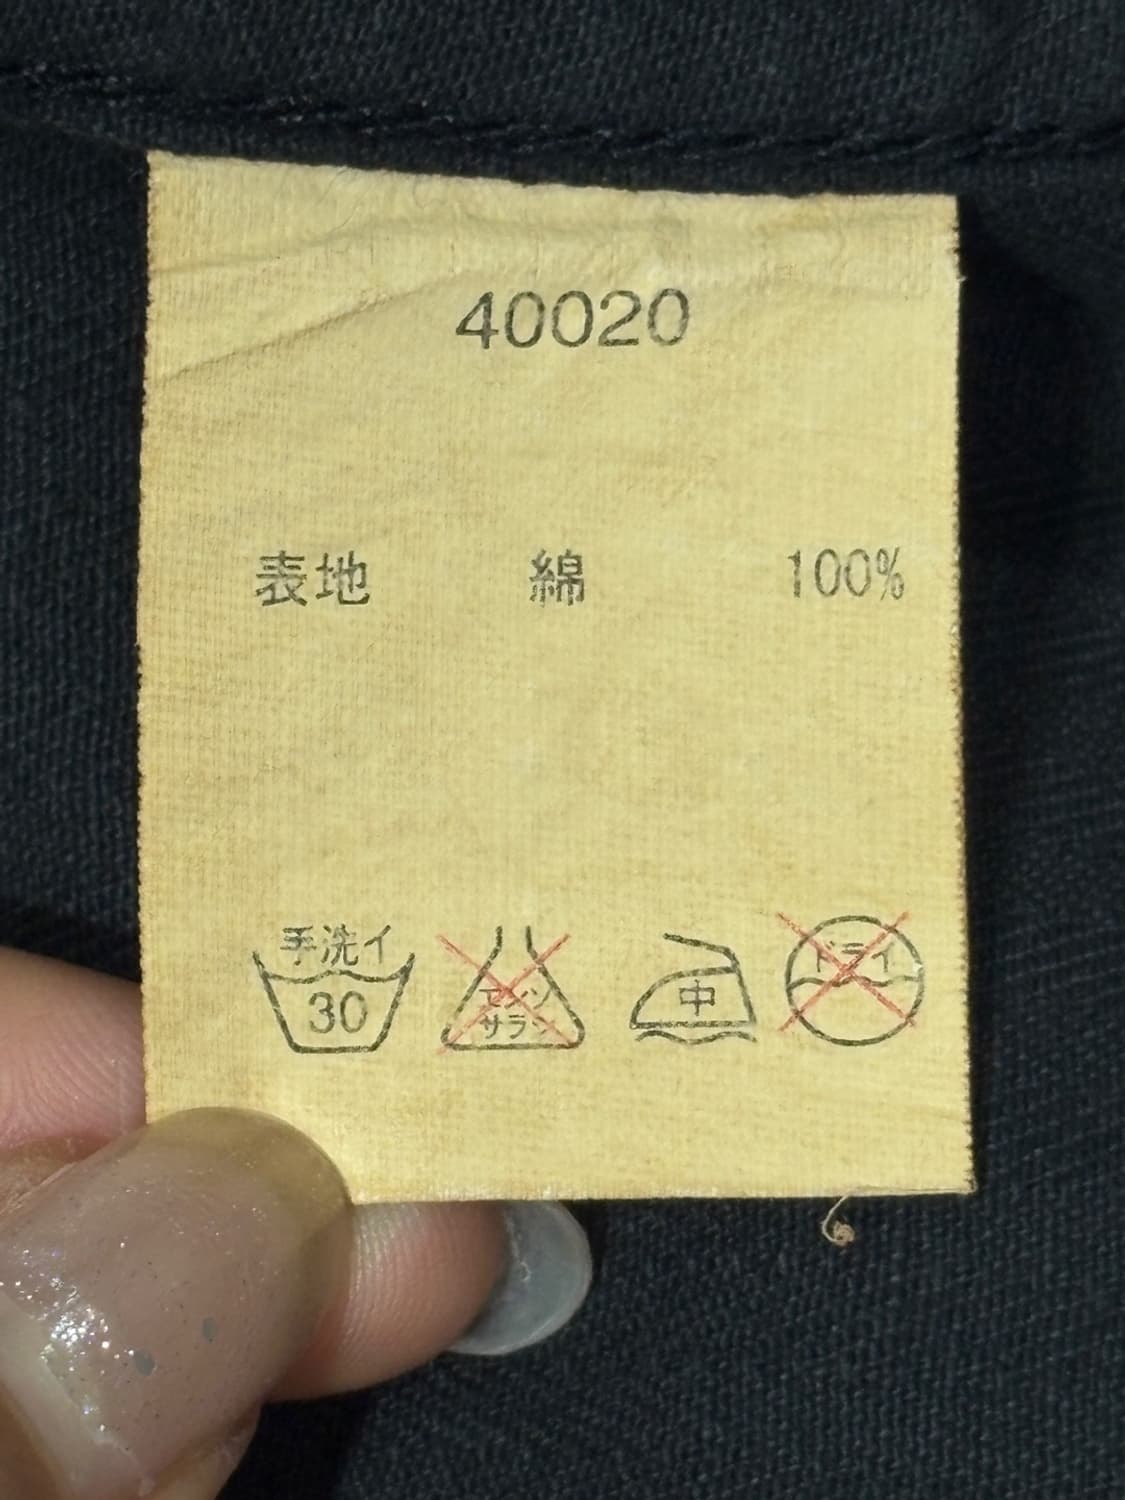 40020
表地 綿 100%
手洗イ
30
エンソ
サラシ
中
ドライ